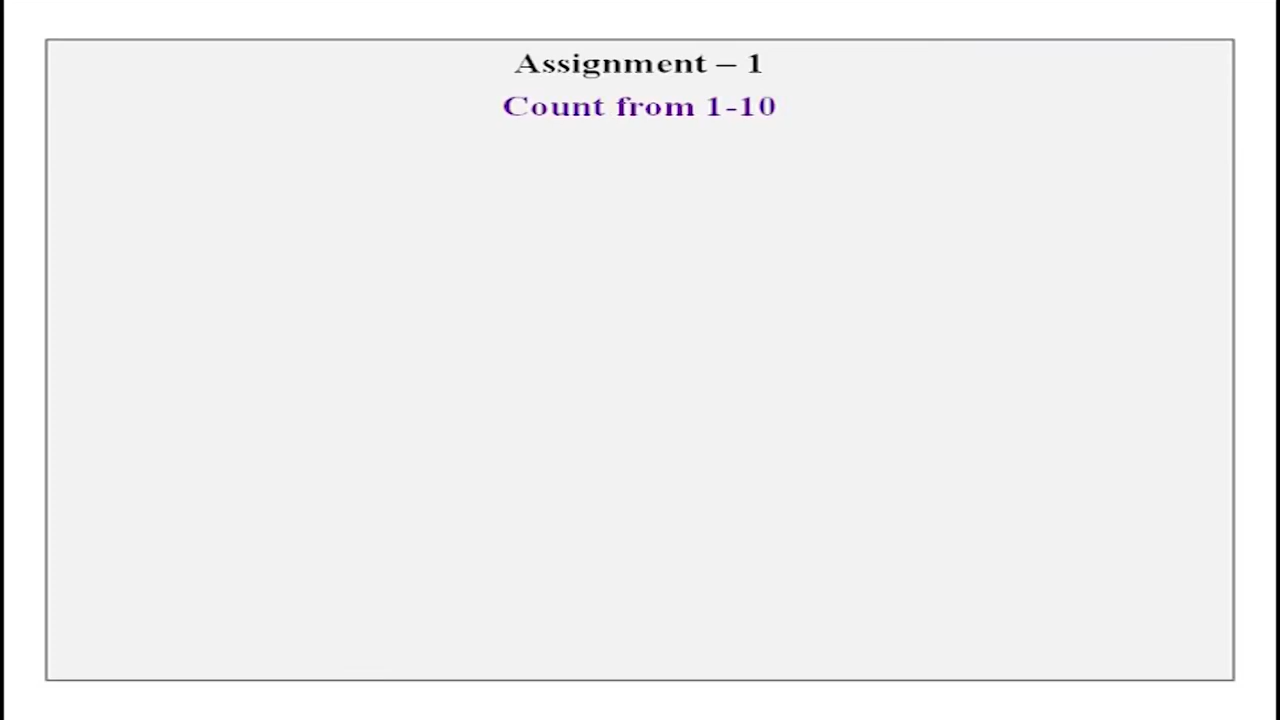 Assignment – 1
Count from 1-10